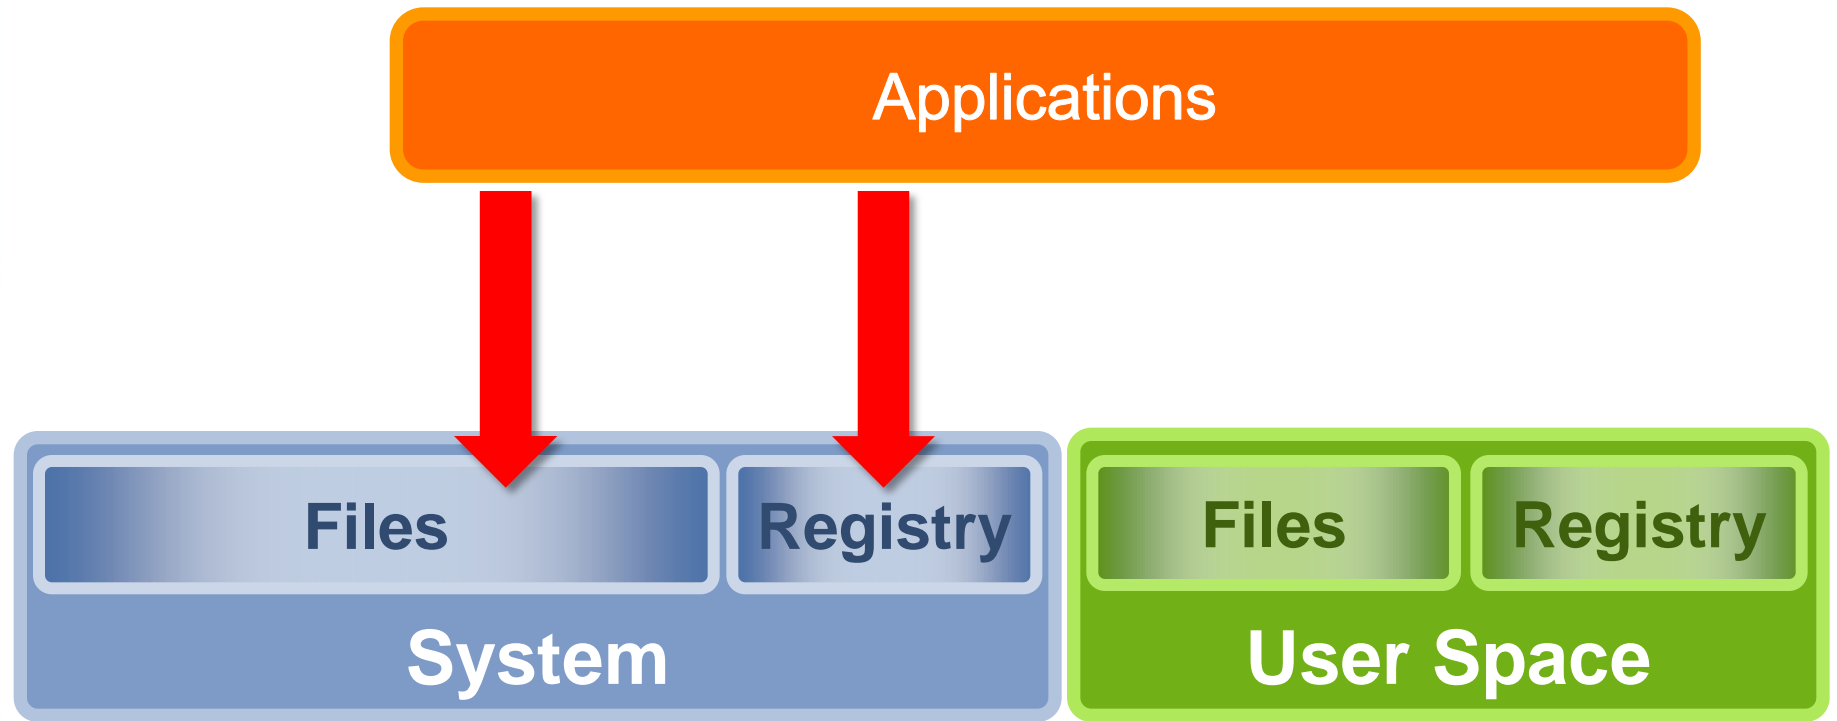 Applications
Files
Registry
Files
Registry
System
User Space